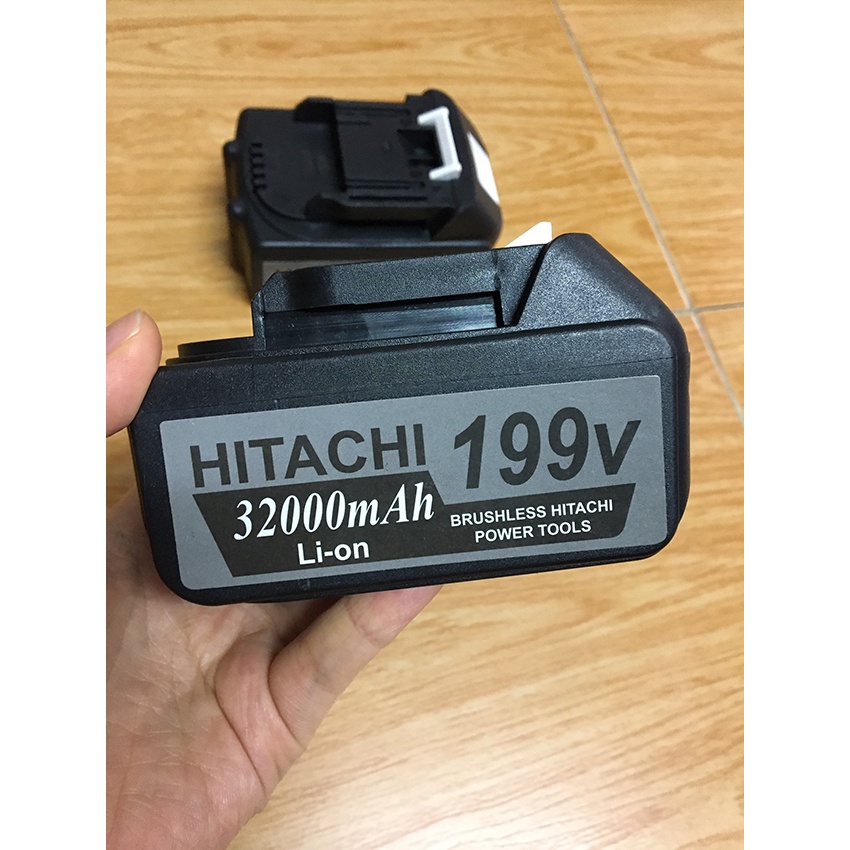 HITACHI 199v
32000mAh
Li-on
BRUSHLESS HITACHI
POWER TOOLS